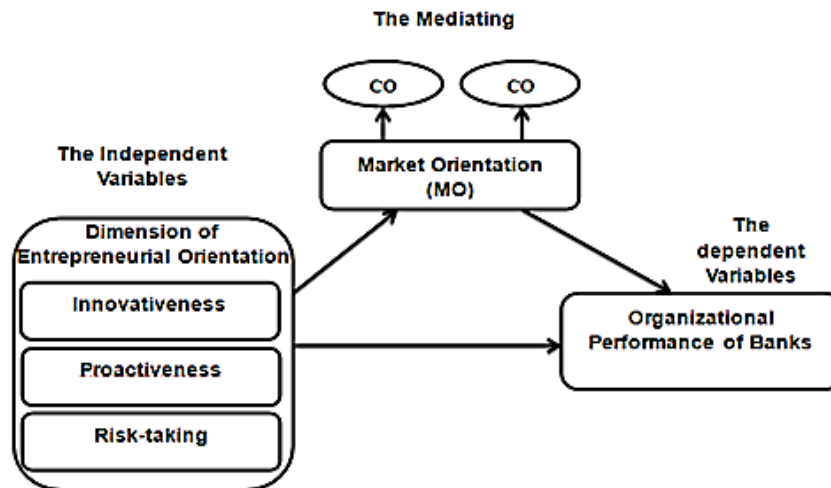 The Mediating
CO
CO
Market Orientation
(MO)
The Independent
Variables
Dimension of
Entrepreneurial Orientation
Innovativeness
Proactiveness
Risk-taking
The
dependent
Variables
Organizational
Performance of Banks